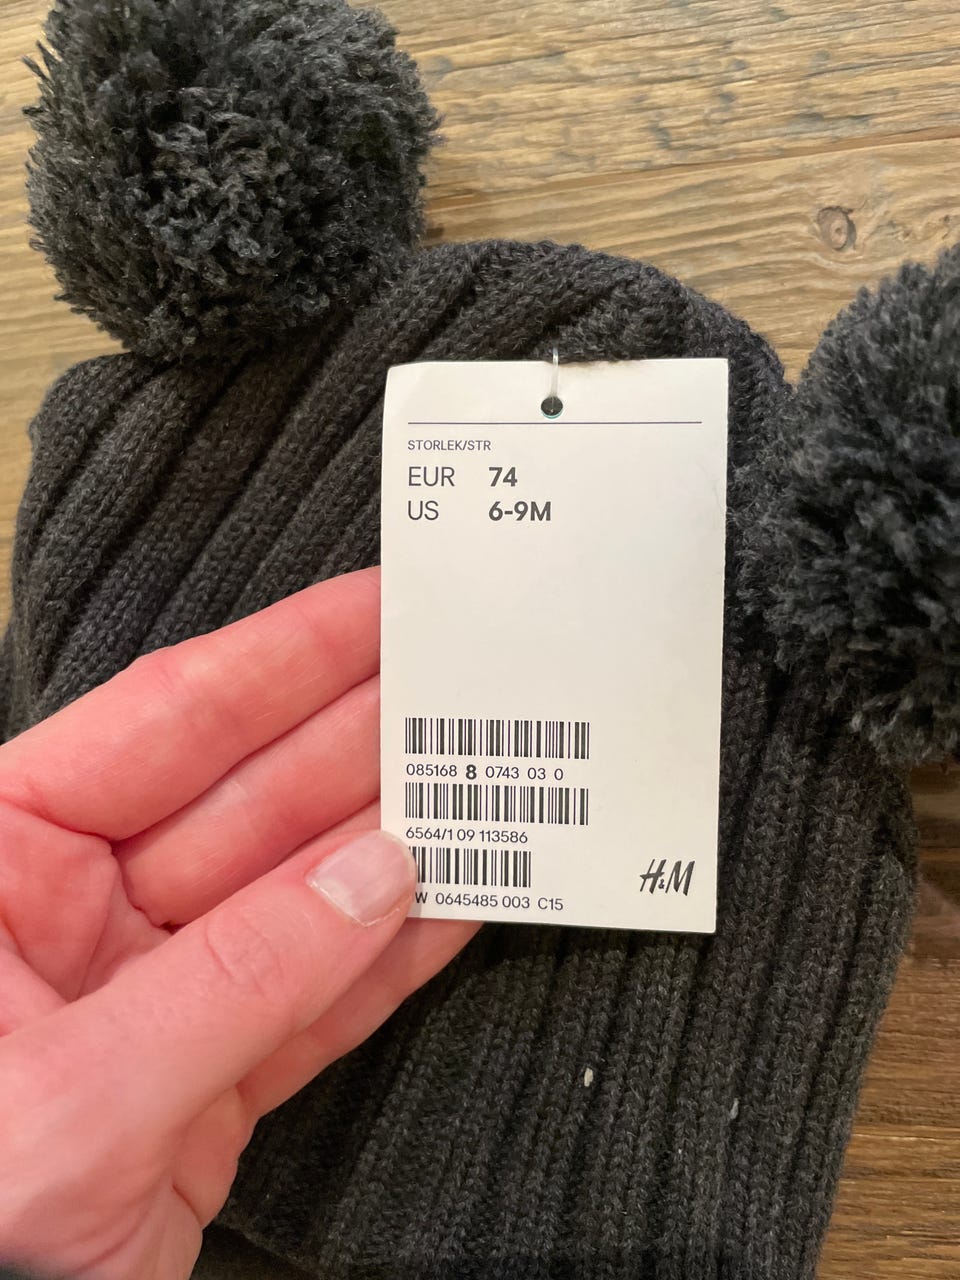 STORLEK/STR
EUR 74
US 6-9M
085168 8 0743 03 0
6564/1 09 113586
W 0645485 003 C15
H&M